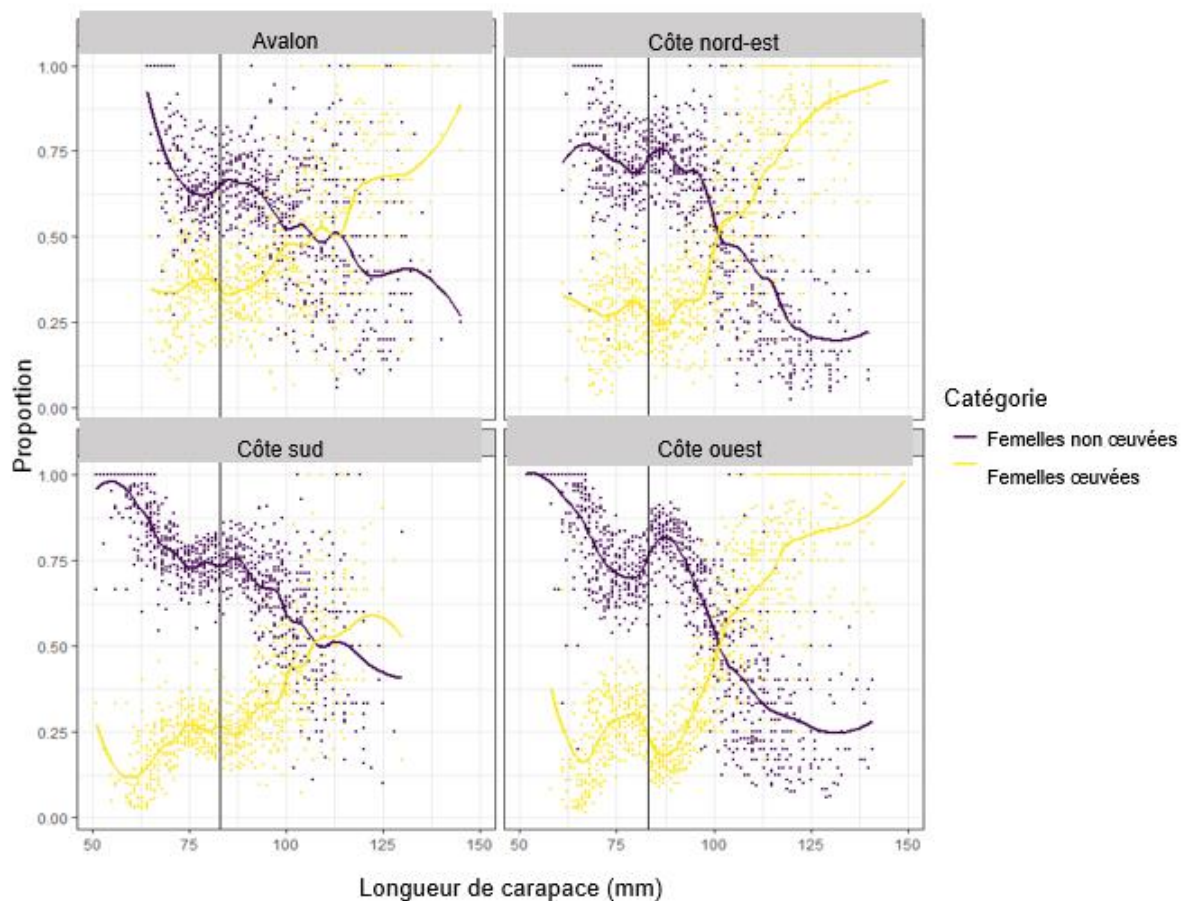 Avalon
Côte nord-est
1.00
0.75
0.50
0.25
0.00
Proportion
Côte sud
Côte ouest
1.00
0.75
0.50
0.25
0.00
50 75 100 125 150
50 75 100 125 150
Longueur de carapace (mm)
Catégorie
Femelles non œuvées
Femelles œuvées